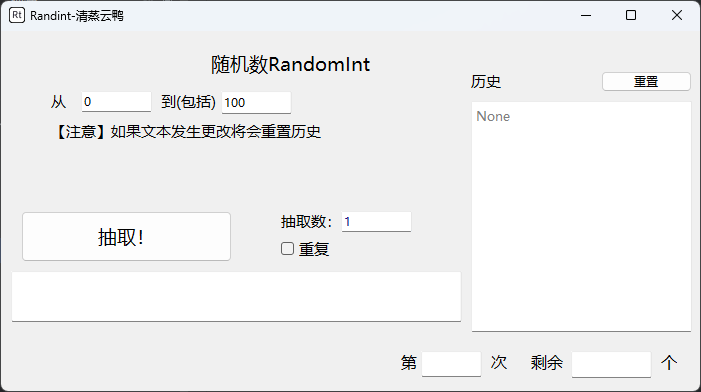 Rt Randint-清蒸云鸭
随机数RandomInt
从 0 到(包括) 100
【注意】如果文本发生更改将会重置历史
历史 重置
None
抽取！ 抽取数： 1
重复
第 次 剩余 个